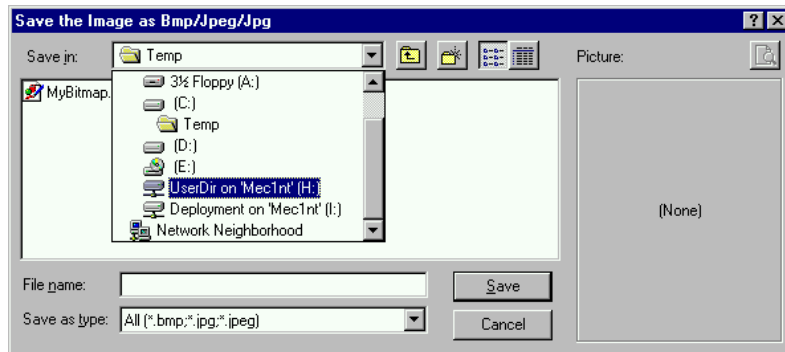 Save the Image as Bmp/Jpeg/Jpg
Save in: Temp Picture:
3½ Floppy (A:)
MyBitmap.
(C:)
Temp
(D:)
(E:)
UserDir on 'Mec1nt' (H:)
Deployment on 'Mec1nt' (I:)
(None)
Network Neighborhood
File name: Save
Save as type: All (*.bmp;*.jpg;*.jpeg) Cancel